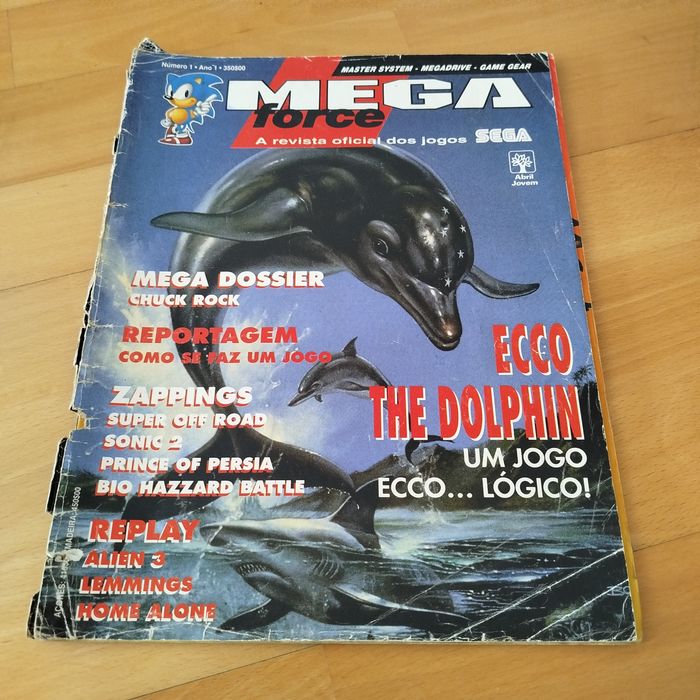 Número 1 • Ano 1 • 350$00
MASTER SYSTEM - MEGADRIVE - GAME GEAR
MEGA
force
A revista oficial dos jogos SEGA
Abril
Jovem
MEGA DOSSIER
CHUCK ROCK
REPORTAGEM
COMO SE FAZ UM JOGO
ECCO
THE DOLPHIN
UM JOGO
ECCO... LÓGICO!
ZAPPINGS
SUPER OFF ROAD
SONIC 2
PRINCE OF PERSIA
BIO HAZZARD BATTLE
REPLAY
ALIEN 3
LEMMINGS
HOME ALONE
MADEIRA